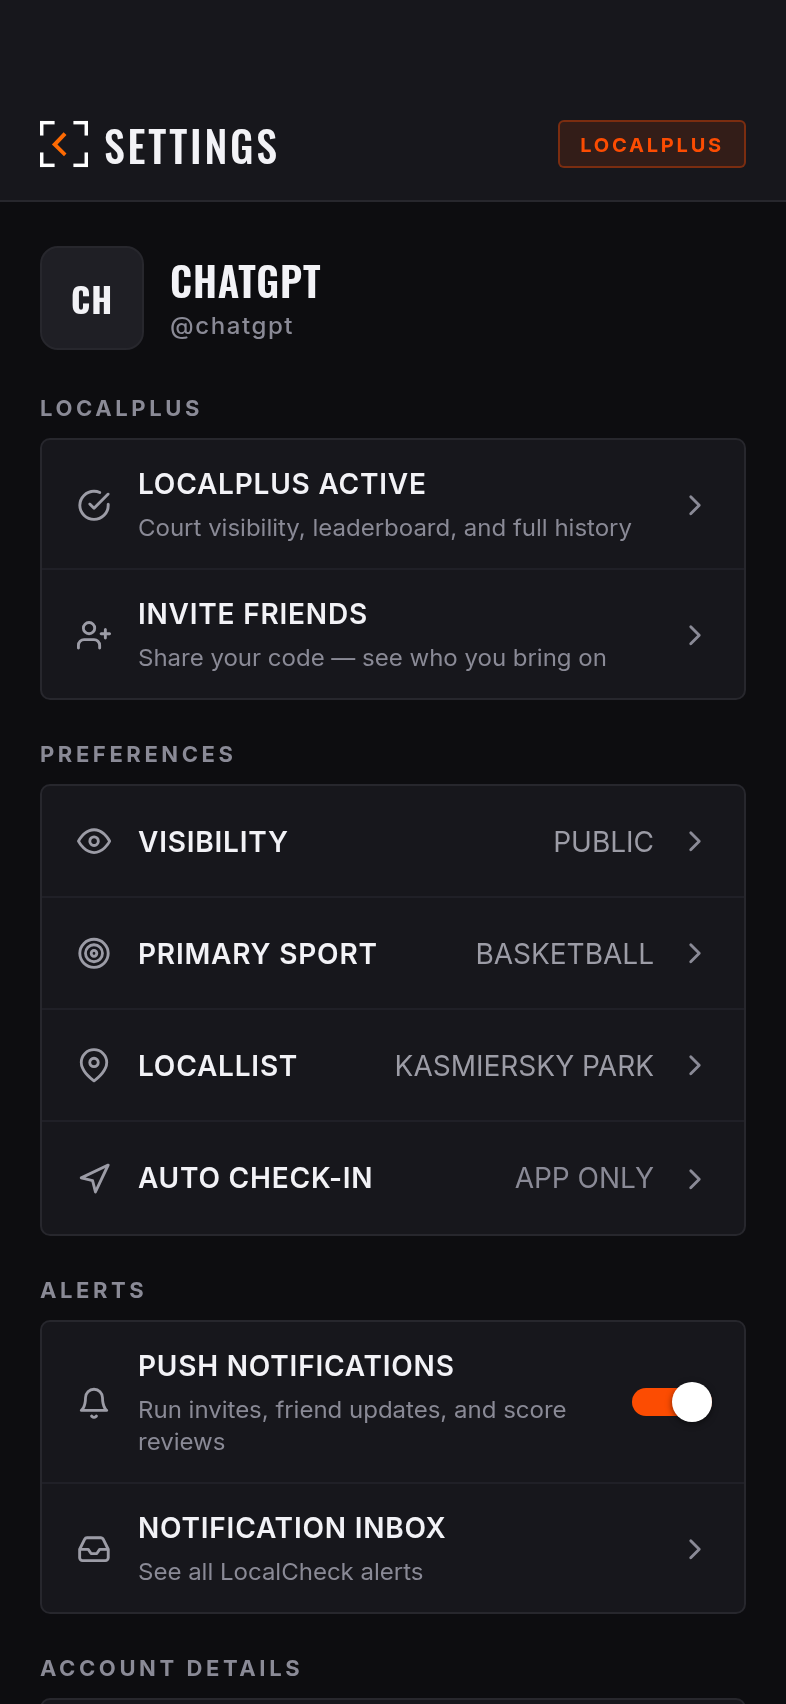 SETTINGS
LOCALPLUS
CH
CHATGPT
@chatgpt
LOCALPLUS
LOCALPLUS ACTIVE
Court visibility, leaderboard, and full history
INVITE FRIENDS
Share your code — see who you bring on
PREFERENCES
VISIBILITY PUBLIC
PRIMARY SPORT BASKETBALL
LOCALLIST KASMIERSKY PARK
AUTO CHECK-IN APP ONLY
ALERTS
PUSH NOTIFICATIONS
Run invites, friend updates, and score
reviews
NOTIFICATION INBOX
See all LocalCheck alerts
ACCOUNT DETAILS